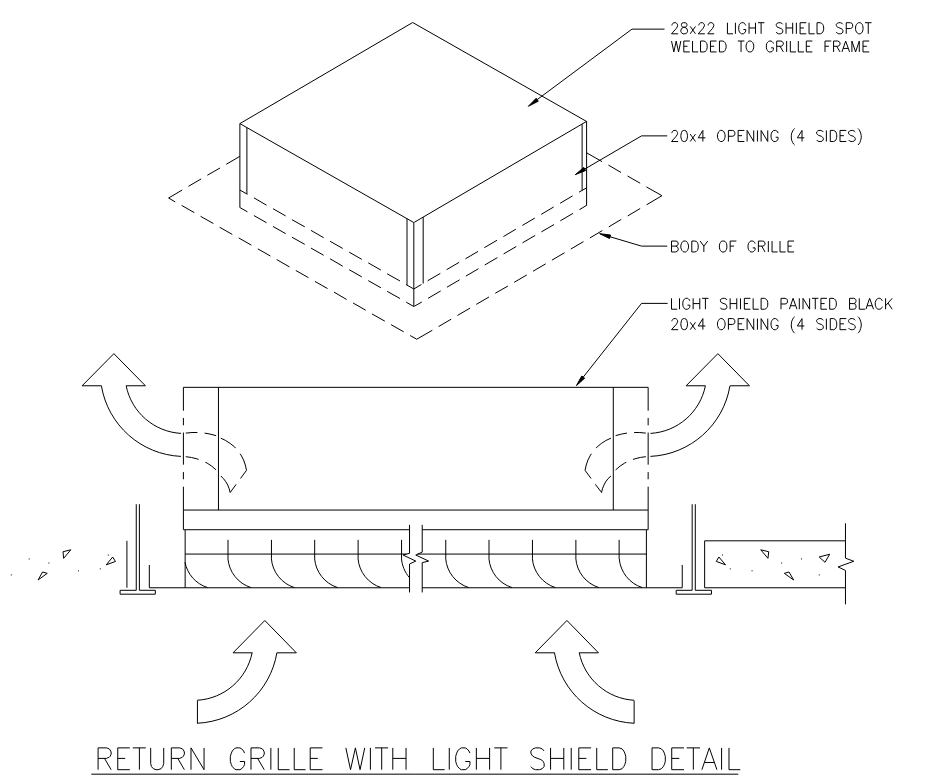 28x22 LIGHT SHIELD SPOT
WELDED TO GRILLE FRAME
20x4 OPENING (4 SIDES)
BODY OF GRILLE
LIGHT SHIELD PAINTED BLACK
20x4 OPENING (4 SIDES)
RETURN GRILLE WITH LIGHT SHIELD DETAIL